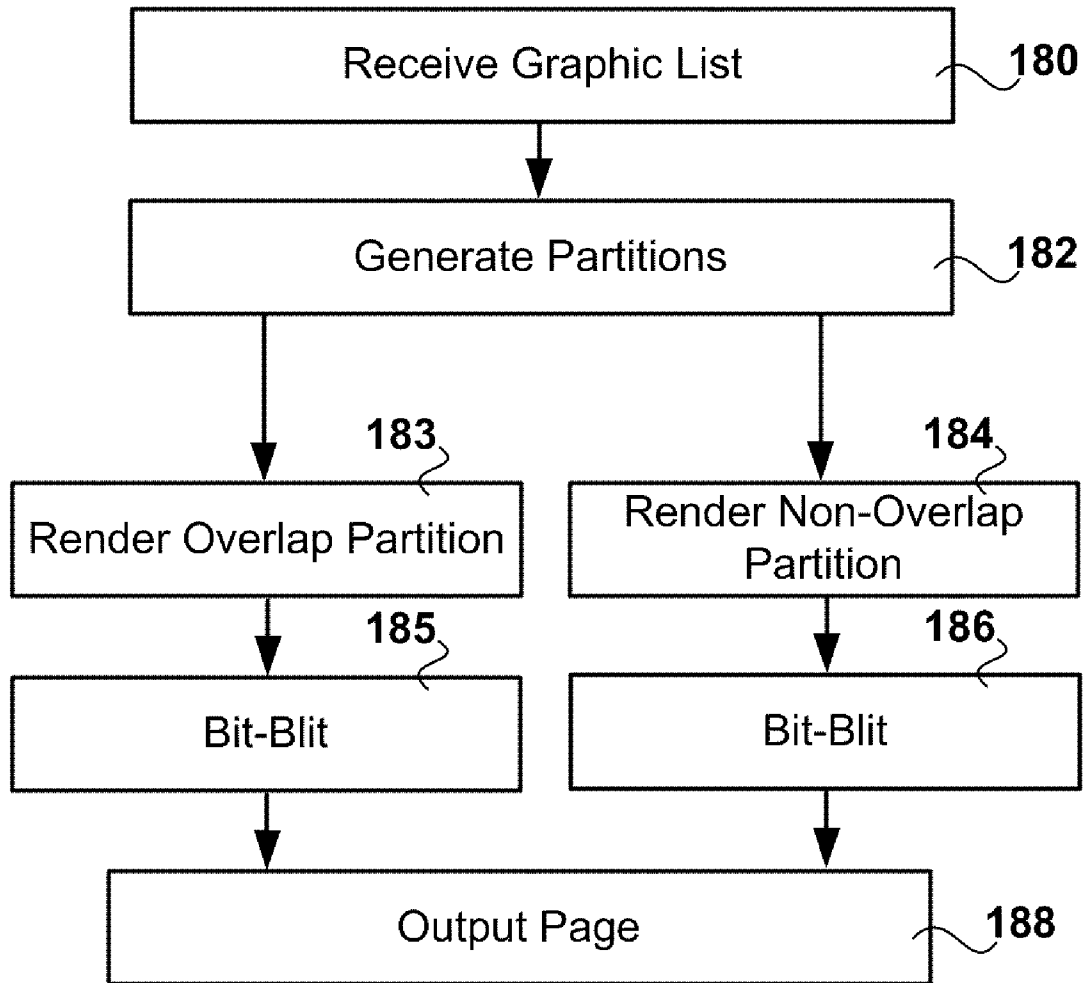 Receive Graphic List
180
Generate Partitions
182
183
184
Render Overlap Partition
Render Non-Overlap
Partition
185
186
Bit-Blit
Bit-Blit
Output Page
188